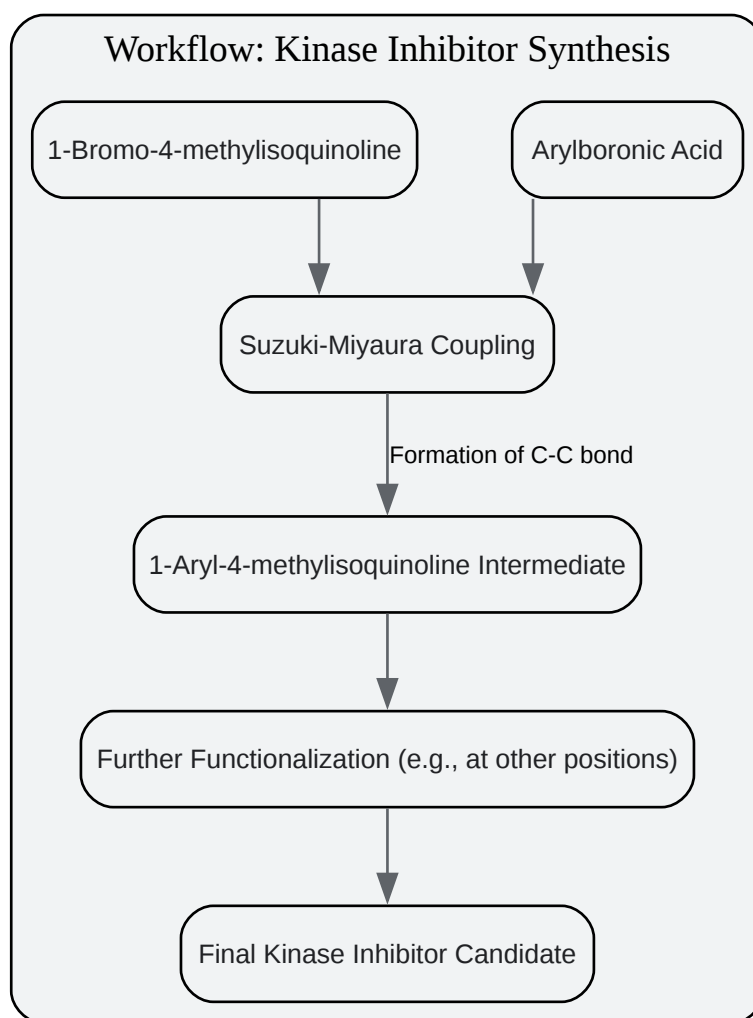 Workflow: Kinase Inhibitor Synthesis
1-Bromo-4-methylisoquinoline
Arylboronic Acid
Suzuki-Miyaura Coupling
Formation of C-C bond
1-Aryl-4-methylisoquinoline Intermediate
Further Functionalization (e.g., at other positions)
Final Kinase Inhibitor Candidate